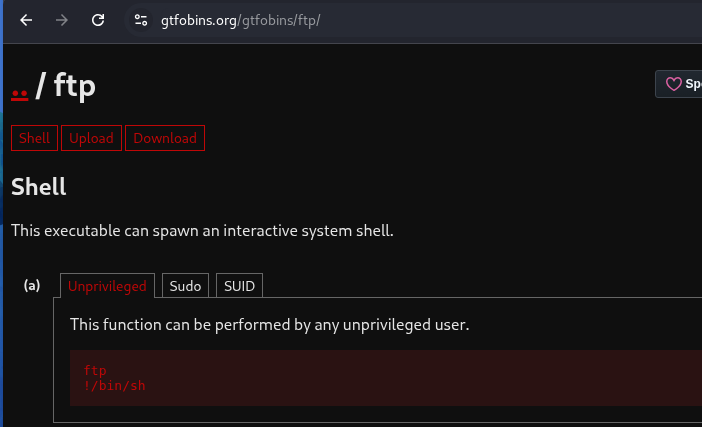 gtfobins.org/gtfobins/ftp/
.. / ftp
Shell Upload Download
Shell
This executable can spawn an interactive system shell.
(a) Unprivileged Sudo SUID
This function can be performed by any unprivileged user.
ftp
!/bin/sh